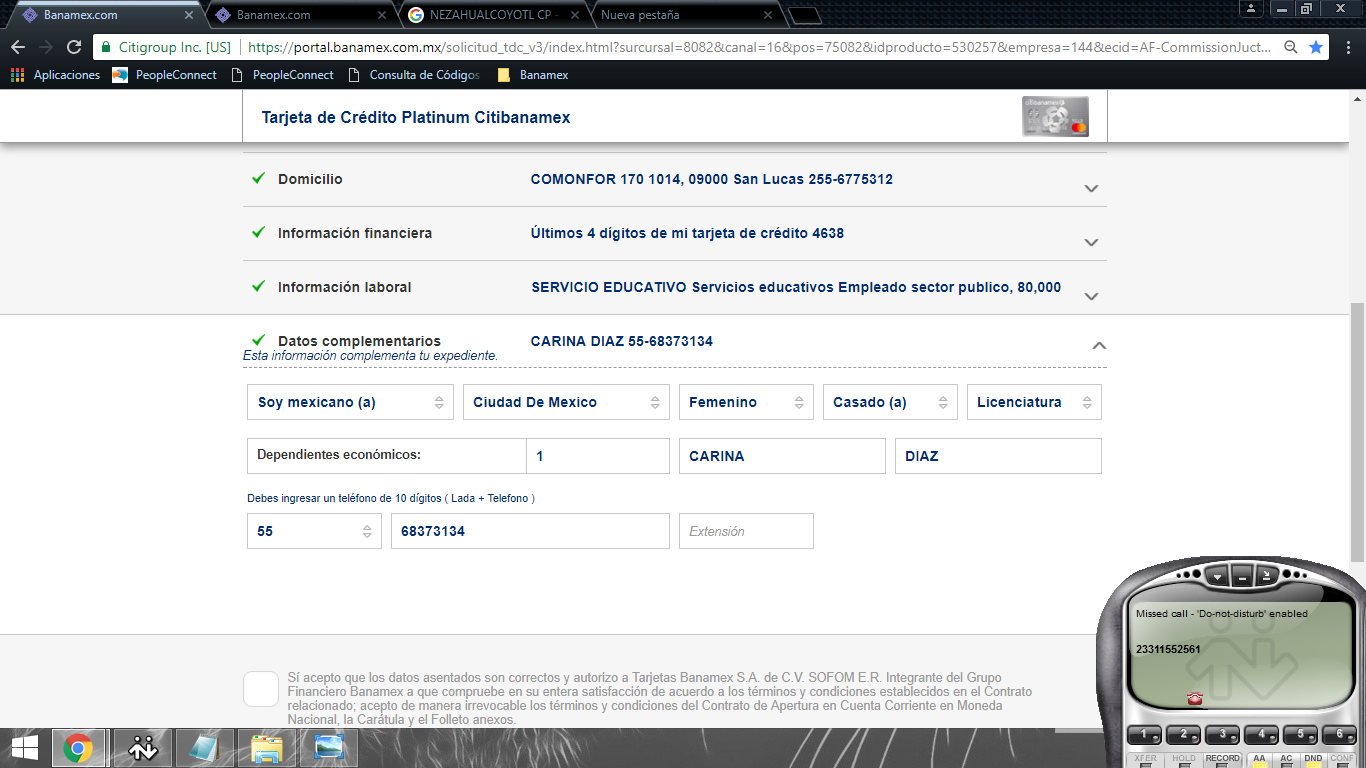 Banamex.com
Banamex.com
NEZAHUALCOYOTL CP -
Nueva pestaña
Citigroup Inc. [US] https://portal.banamex.com.mx/solicitud_tdc_v3/index.html?surcursal=8082&canal=16&pos=75082&idproducto=530257&empresa=144&ecid=AF-CommissionJuct...
Aplicaciones PeopleConnect PeopleConnect Consulta de Códigos Banamex
Tarjeta de Crédito Platinum Citibanamex
Domicilio COMONFOR 170 1014, 09000 San Lucas 255-6775312
Información financiera Últimos 4 dígitos de mi tarjeta de crédito 4638
Información laboral SERVICIO EDUCATIVO Servicios educativos Empleado sector publico, 80,000
Datos complementarios CARINA DIAZ 55-68373134
Esta información complementa tu expediente.
Soy mexicano (a) Ciudad De Mexico Femenino Casado (a) Licenciatura
Dependientes económicos: 1 CARINA DIAZ
Debes ingresar un teléfono de 10 dígitos ( Lada + Telefono )
55 68373134 Extensión
Missed call - 'Do-not-disturb' enabled
23311552561
Sí acepto que los datos asentados son correctos y autorizo a Tarjetas Banamex S.A. de C.V. SOFOM E.R. Integrante del Grupo
Financiero Banamex a que compruebe en su entera satisfacción de acuerdo a los términos y condiciones establecidos en el Contrato
relacionado; acepto de manera irrevocable los términos y condiciones del Contrato de Apertura en Cuenta Corriente en Moneda
Nacional, la Carátula y el Folleto anexos.
1 2 3 4 5 6
XFER HOLD RECORD AA AC DND CONF